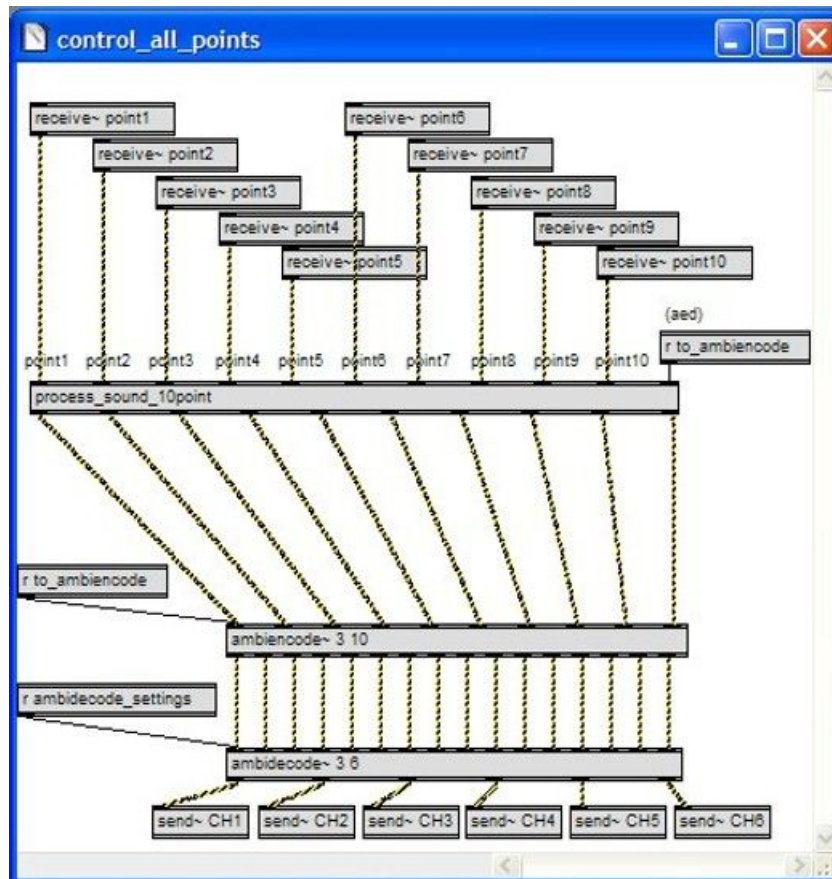 control_all_points
receive~ point1
receive~ point6
receive~ point2
receive~ point7
receive~ point3
receive~ point8
receive~ point4
receive~ point9
receive~ point5
receive~ point10
(aed)
r to_ambiencode
point1 point2 point3 point4 point5 point6 point7 point8 point9 point10
process_sound_10point
r to_ambiencode
ambiencode~ 3 10
r ambidecode_settings
ambidecode~ 3 6
send~ CH1 send~ CH2 send~ CH3 send~ CH4 send~ CH5 send~ CH6